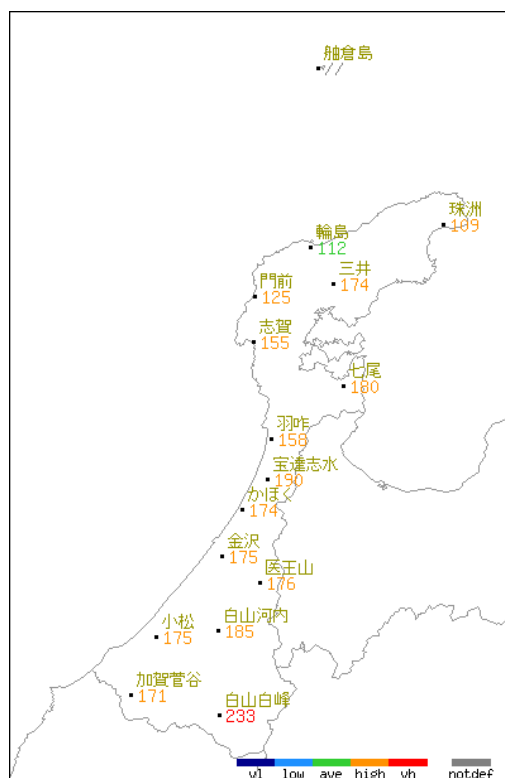 舳倉島
//
珠洲
109
輪島
112
三井
174
門前
125
志賀
155
七尾
180
羽咋
158
宝達志水
190
かほく
174
金沢
175
医王山
176
白山河内
185
小松
175
加賀菅谷
171
白山白峰
233
vl low ave high vh notdef